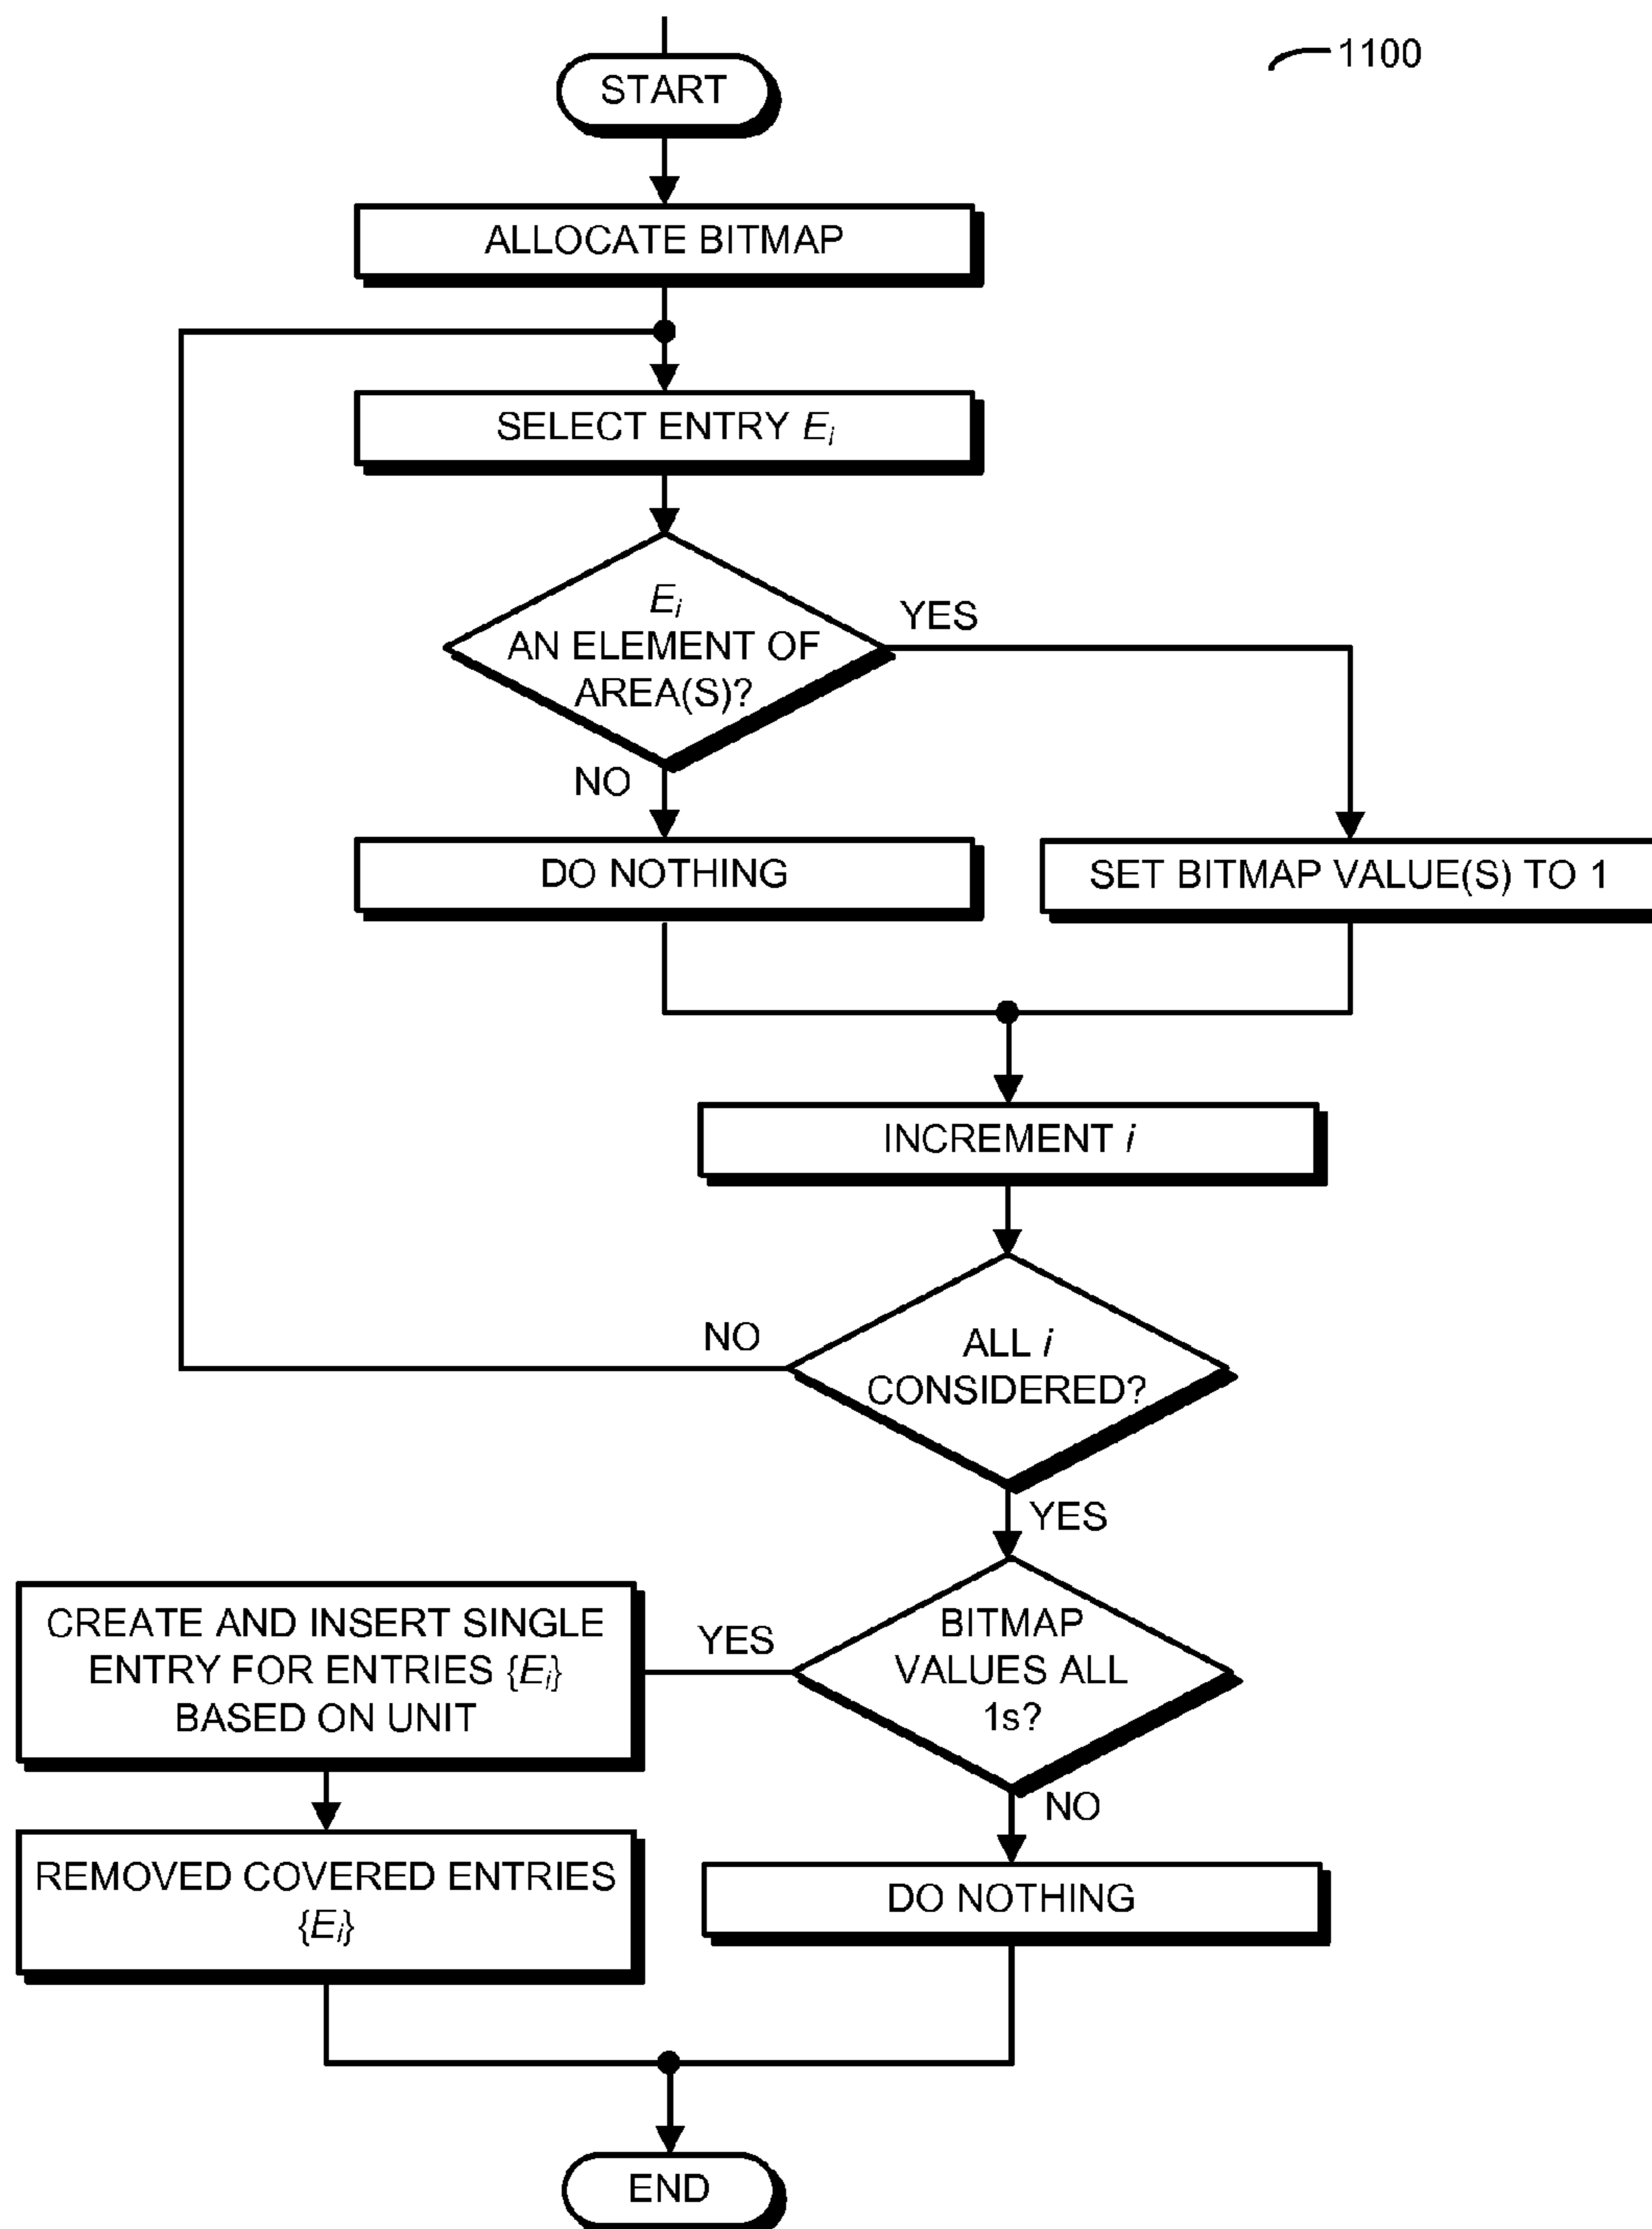 1100
START
ALLOCATE BITMAP
SELECT ENTRY Ei
Ei
AN ELEMENT OF
AREA(S)?
YES
NO
DO NOTHING
SET BITMAP VALUE(S) TO 1
INCREMENT i
ALL i
CONSIDERED?
NO
YES
BITMAP
VALUES ALL
1s?
YES
NO
CREATE AND INSERT SINGLE
ENTRY FOR ENTRIES {Ei}
BASED ON UNIT
REMOVED COVERED ENTRIES
{Ei}
DO NOTHING
END